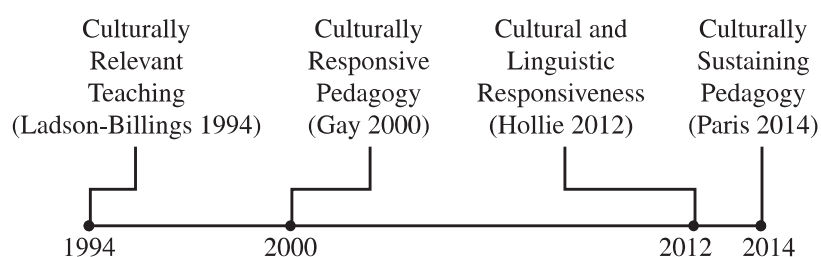 Culturally
Relevant
Teaching
(Ladson-Billings 1994)
Culturally
Responsive
Pedagogy
(Gay 2000)
Cultural and
Linguistic
Responsiveness
(Hollie 2012)
Culturally
Sustaining
Pedagogy
(Paris 2014)
1994
2000
2012
2014